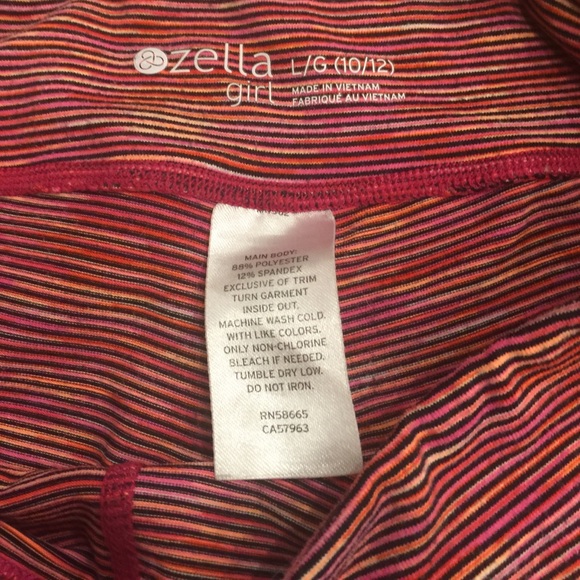 zella
girl
L/G (10/12)
MADE IN VIETNAM
FABRIQUÉ AU VIETNAM
MAIN BODY:
88% POLYESTER
12% SPANDEX
EXCLUSIVE OF TRIM
TURN GARMENT
INSIDE OUT.
MACHINE WASH COLD.
WITH LIKE COLORS.
ONLY NON-CHLORINE
BLEACH IF NEEDED.
TUMBLE DRY LOW.
DO NOT IRON.
RN58665
CA57963